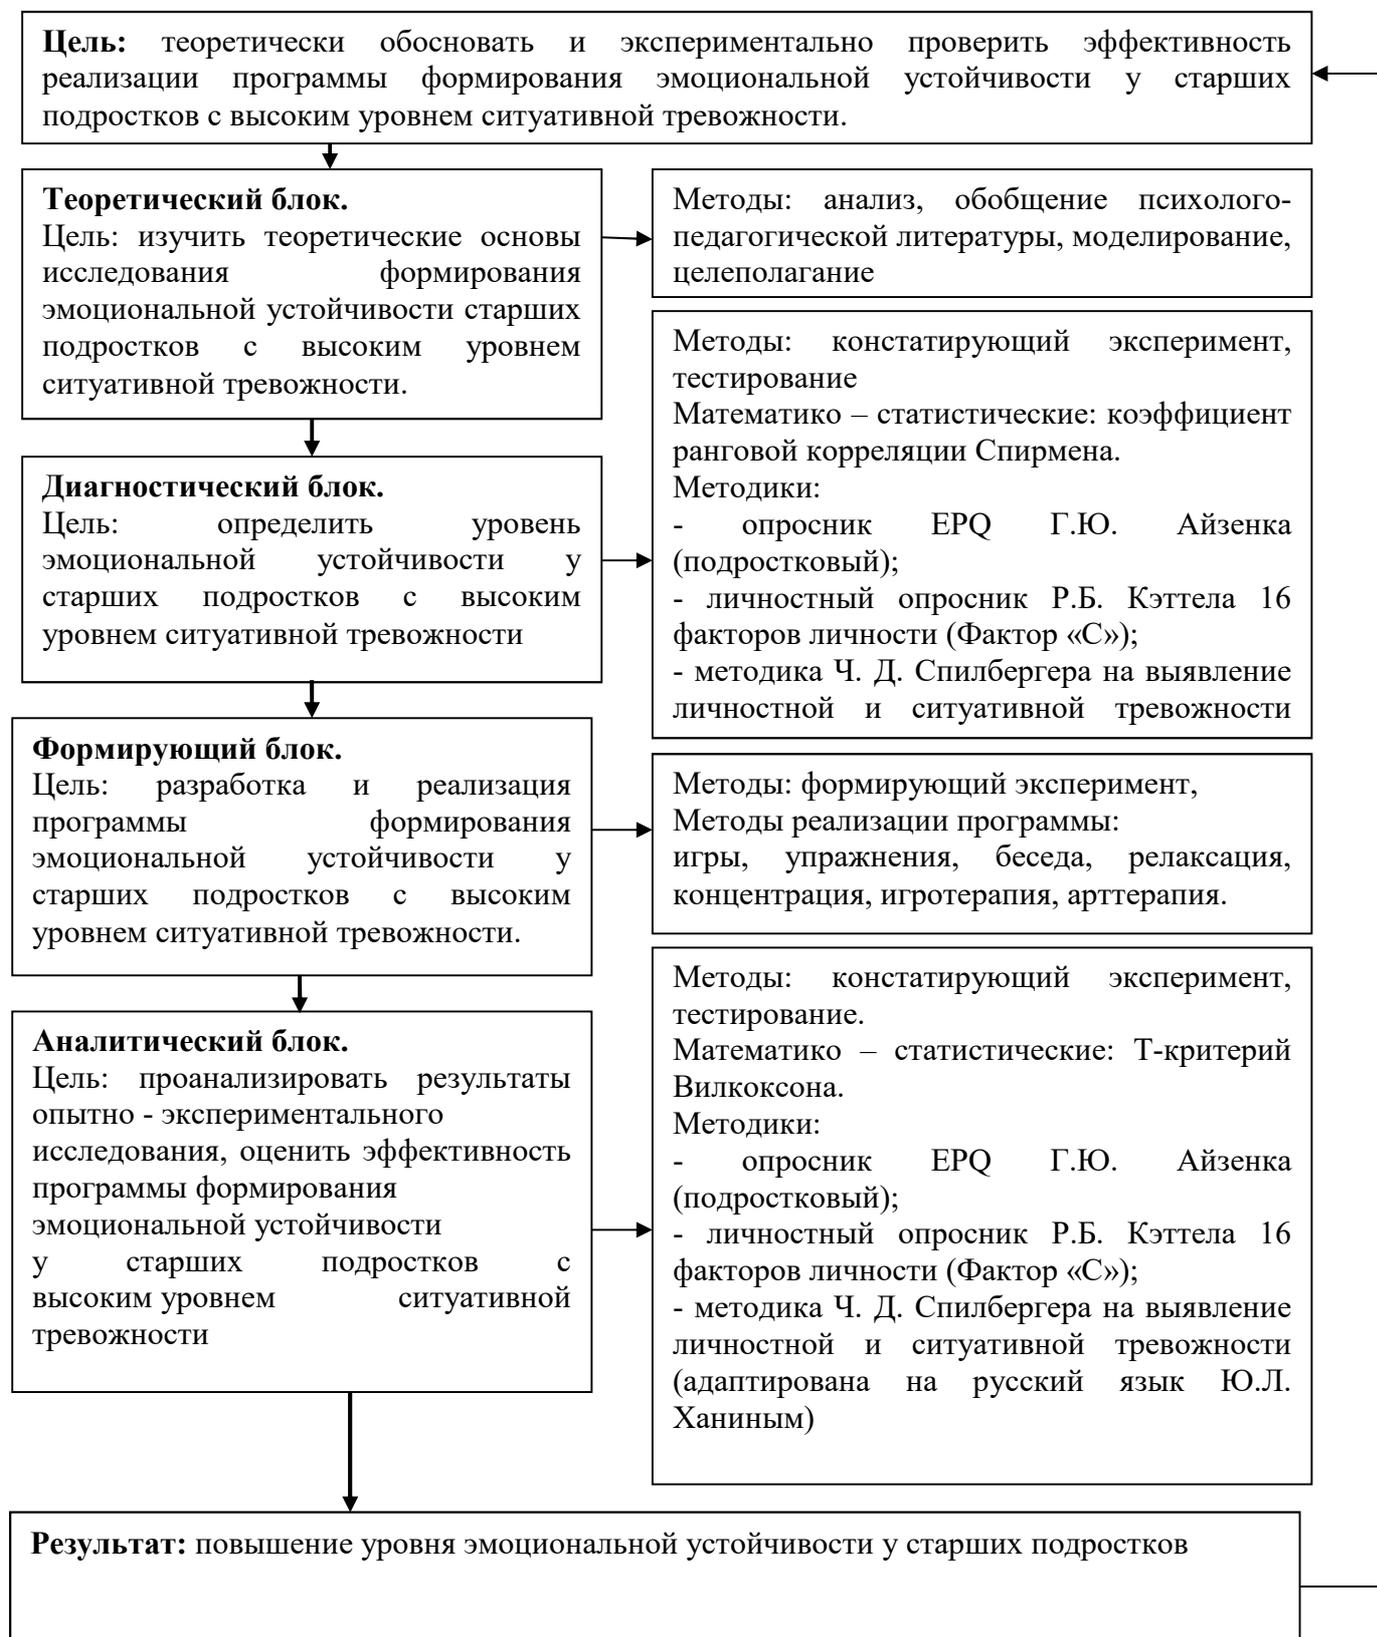 Цель: теоретически обосновать и экспериментально проверить эффективность
реализации программы формирования эмоциональной устойчивости у старших
подростков с высоким уровнем ситуативной тревожности.
Теоретический блок.
Цель: изучить теоретические основы
исследования формирования
эмоциональной устойчивости старших
подростков с высоким уровнем
ситуативной тревожности.
Методы: анализ, обобщение психолого-
педагогической литературы, моделирование,
целеполагание
Диагностический блок.
Цель: определить уровень
эмоциональной устойчивости у
старших подростков с высоким
уровнем ситуативной тревожности
Методы: констатирующий эксперимент,
тестирование
Математико – статистические: коэффициент
ранговой корреляции Спирмена.
Методики:
- опросник EPQ Г.Ю. Айзенка
(подростковый);
- личностный опросник Р.Б. Кэттела 16
факторов личности (Фактор «С»);
- методика Ч. Д. Спилбергера на выявление
личностной и ситуативной тревожности
Формирующий блок.
Цель: разработка и реализация
программы формирования
эмоциональной устойчивости у
старших подростков с высоким
уровнем ситуативной тревожности.
Методы: формирующий эксперимент,
Методы реализации программы:
игры, упражнения, беседа, релаксация,
концентрация, игротерапия, арттерапия.
Аналитический блок.
Цель: проанализировать результаты
опытно - экспериментального
исследования, оценить эффективность
программы формирования
эмоциональной устойчивости
у старших подростков с
высоким уровнем ситуативной
тревожности
Методы: констатирующий эксперимент,
тестирование.
Математико – статистические: Т-критерий
Вилкоксона.
Методики:
- опросник EPQ Г.Ю. Айзенка
(подростковый);
- личностный опросник Р.Б. Кэттела 16
факторов личности (Фактор «С»);
- методика Ч. Д. Спилбергера на выявление
личностной и ситуативной тревожности
(адаптирована на русский язык Ю.Л.
Ханиным)
Результат: повышение уровня эмоциональной устойчивости у старших подростков